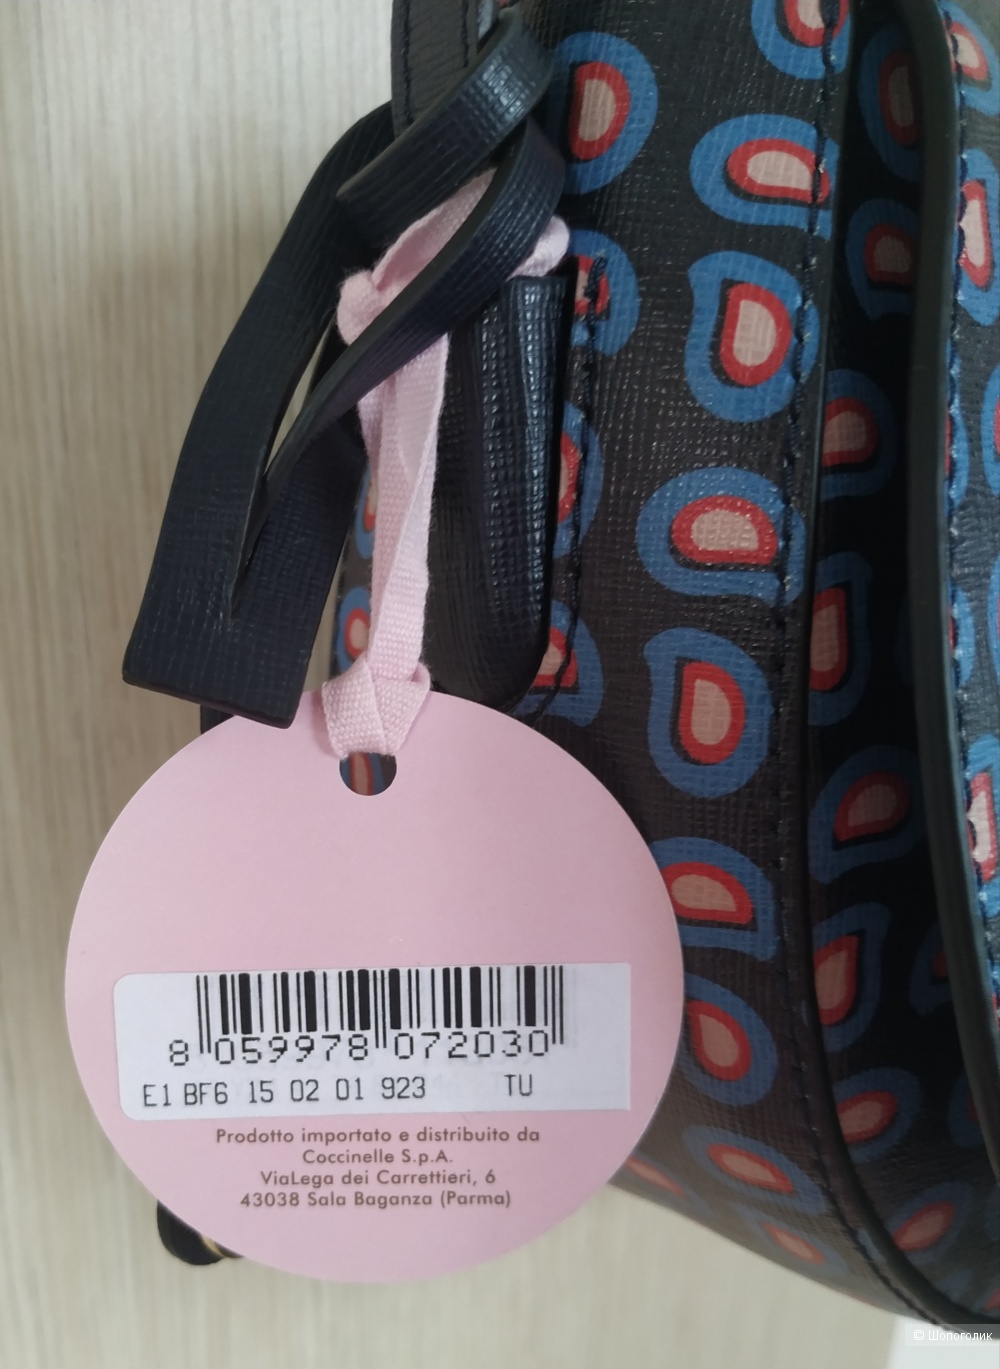 8 059978 072030
E1 BF6 15 02 01 923 TU
Prodotto importato e distribuito da
Coccinelle S.p.A.
ViaLega dei Carrettieri, 6
43038 Sala Baganza (Parma)
© Шопоголик